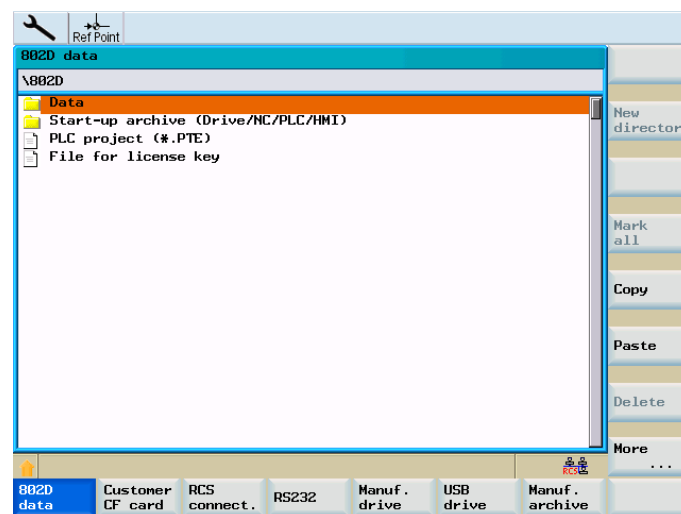 Ref Point
802D data
\802D
Data
Start-up archive (Drive/NC/PLC/HMI)
PLC project (*.PTE)
File for license key
New
director
Mark
all
Copy
Paste
Delete
More
...
RCS
802D
data
Customer
CF card
RCS
connect.
RS232
Manuf.
drive
USB
drive
Manuf.
archive